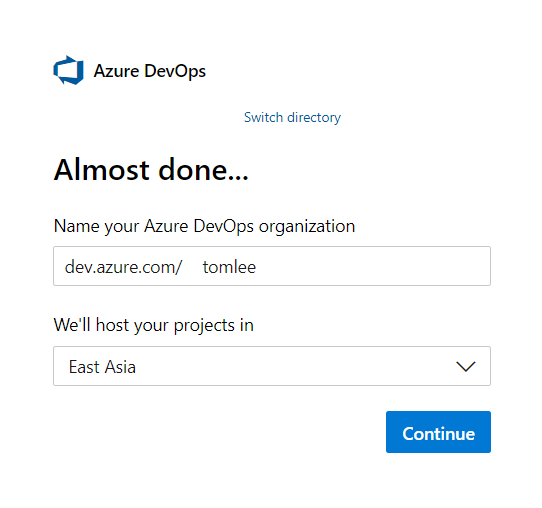 Azure DevOps
Switch directory
Almost done...
Name your Azure DevOps organization
dev.azure.com/ tomlee
We'll host your projects in
East Asia
Continue